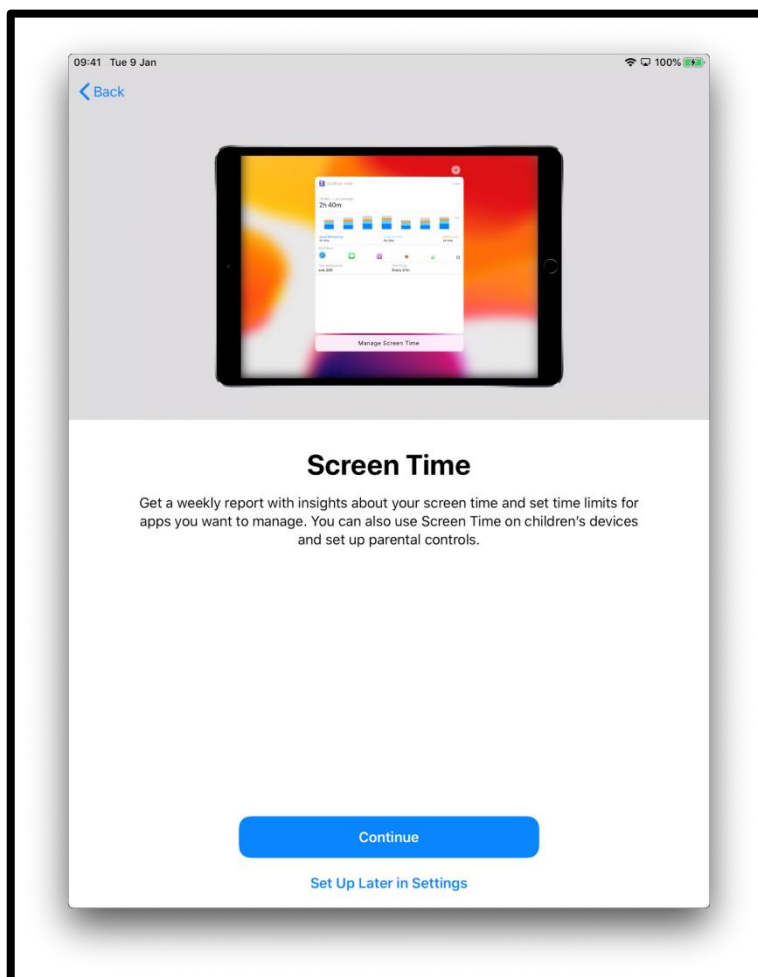 09:41 Tue 9 Jan
100%
Back
SCREEN TIME
2h 40m
Manage Screen Time
Screen Time
Get a weekly report with insights about your screen time and set time limits for
apps you want to manage. You can also use Screen Time on children’s devices
and set up parental controls.
Continue
Set Up Later in Settings